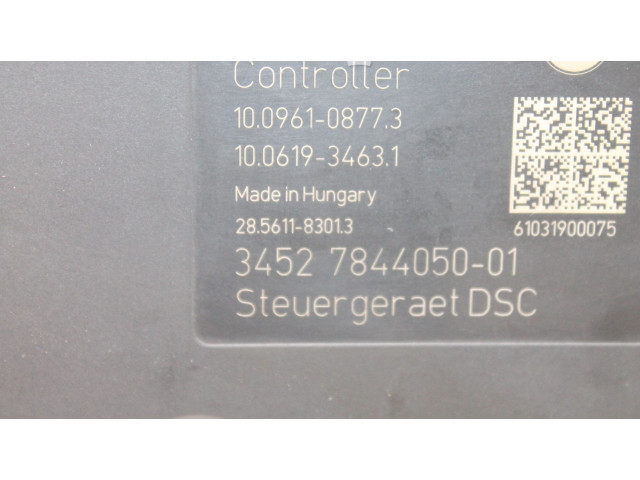 Controller
10.0961-0877.3
10.0619-3463.1
Made in Hungary
28.5611-8301.3
61031900075
3452 7844050-01
Steuergeraet DSC